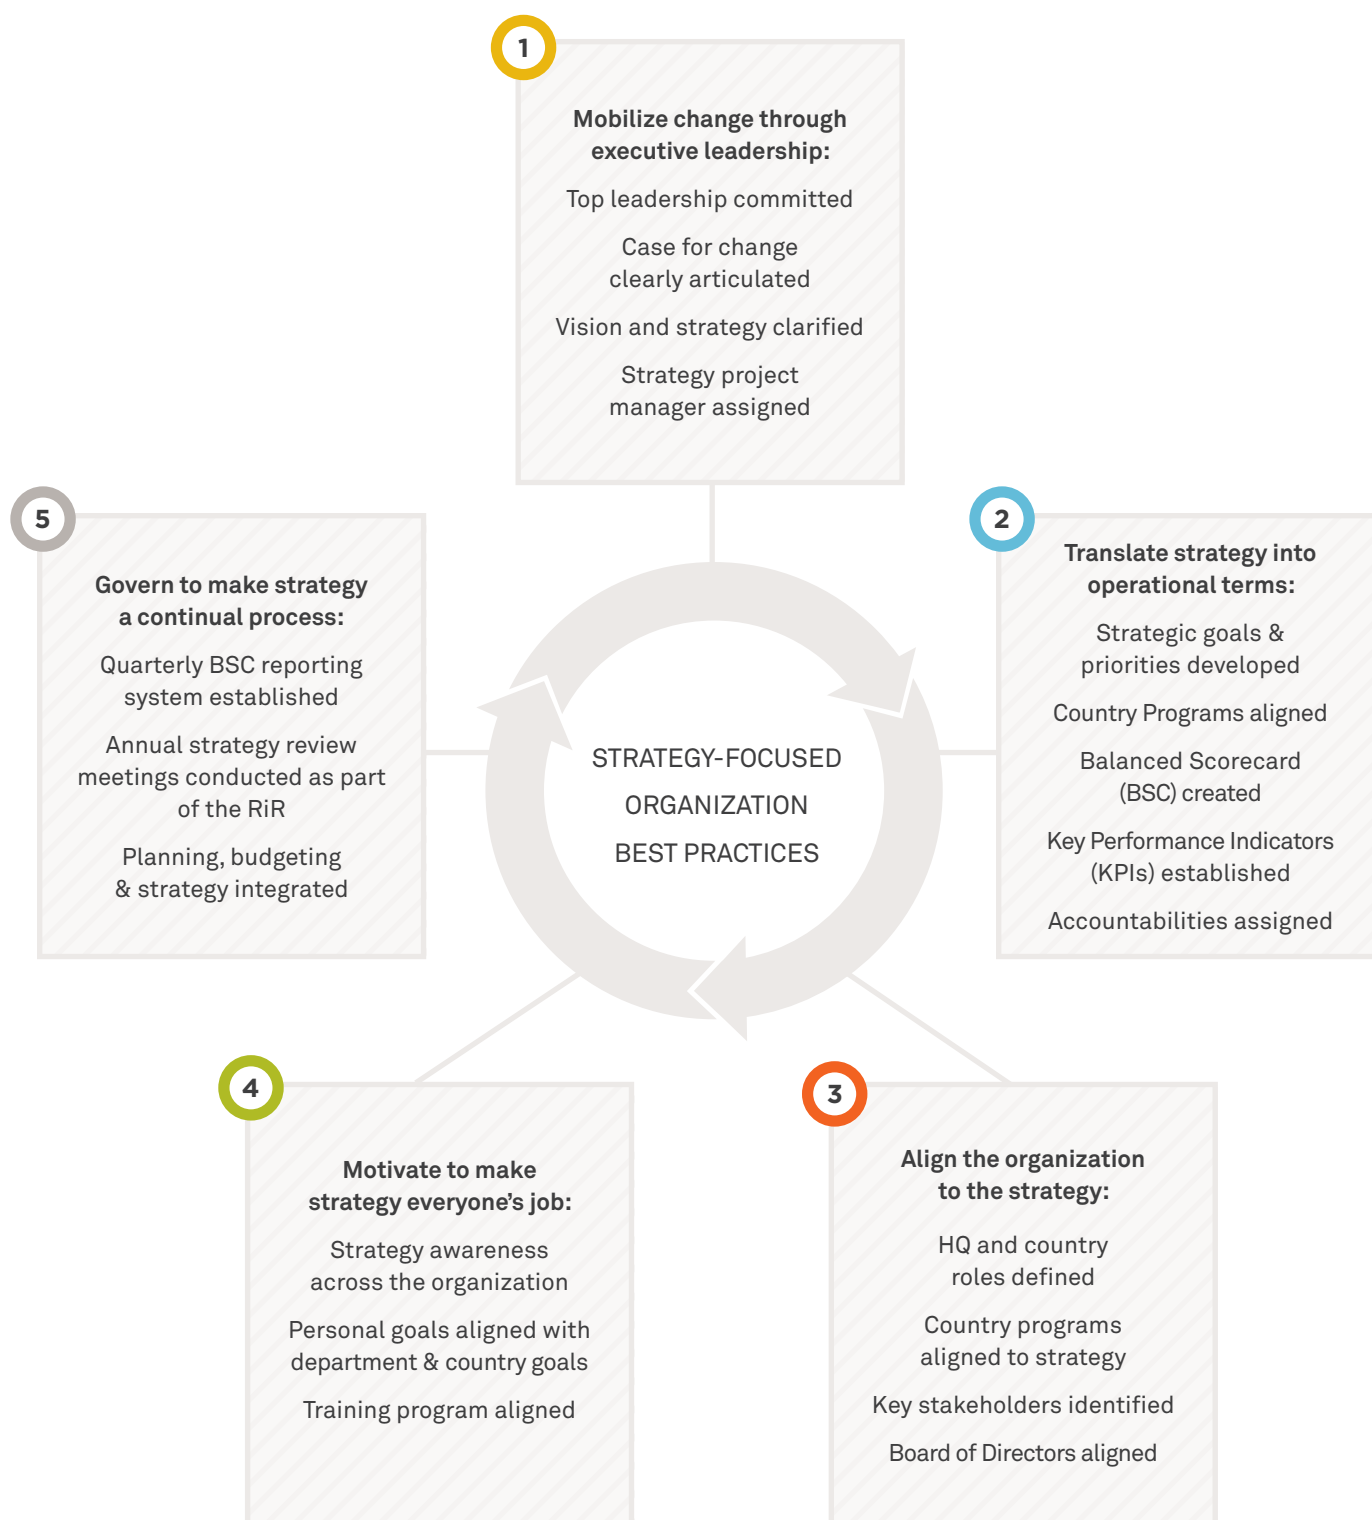 1
Mobilize change through
executive leadership:
Top leadership committed
Case for change
clearly articulated
Vision and strategy clarified
Strategy project
manager assigned
2
Translate strategy into
operational terms:
Strategic goals &
priorities developed
Country Programs aligned
Balanced Scorecard
(BSC) created
Key Performance Indicators
(KPIs) established
Accountabilities assigned
3
Align the organization
to the strategy:
HQ and country
roles defined
Country programs
aligned to strategy
Key stakeholders identified
Board of Directors aligned
4
Motivate to make
strategy everyone’s job:
Strategy awareness
across the organization
Personal goals aligned with
department & country goals
Training program aligned
5
Govern to make strategy
a continual process:
Quarterly BSC reporting
system established
Annual strategy review
meetings conducted as part
of the RiR
Planning, budgeting
& strategy integrated
STRATEGY-FOCUSED
ORGANIZATION
BEST PRACTICES